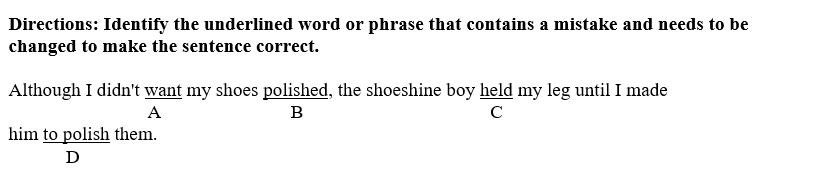 Directions: Identify the underlined word or phrase that contains a mistake and needs to be
changed to make the sentence correct.
Although I didn't want my shoes polished, the shoeshine boy held my leg until I made
A B C
him to polish them.
D